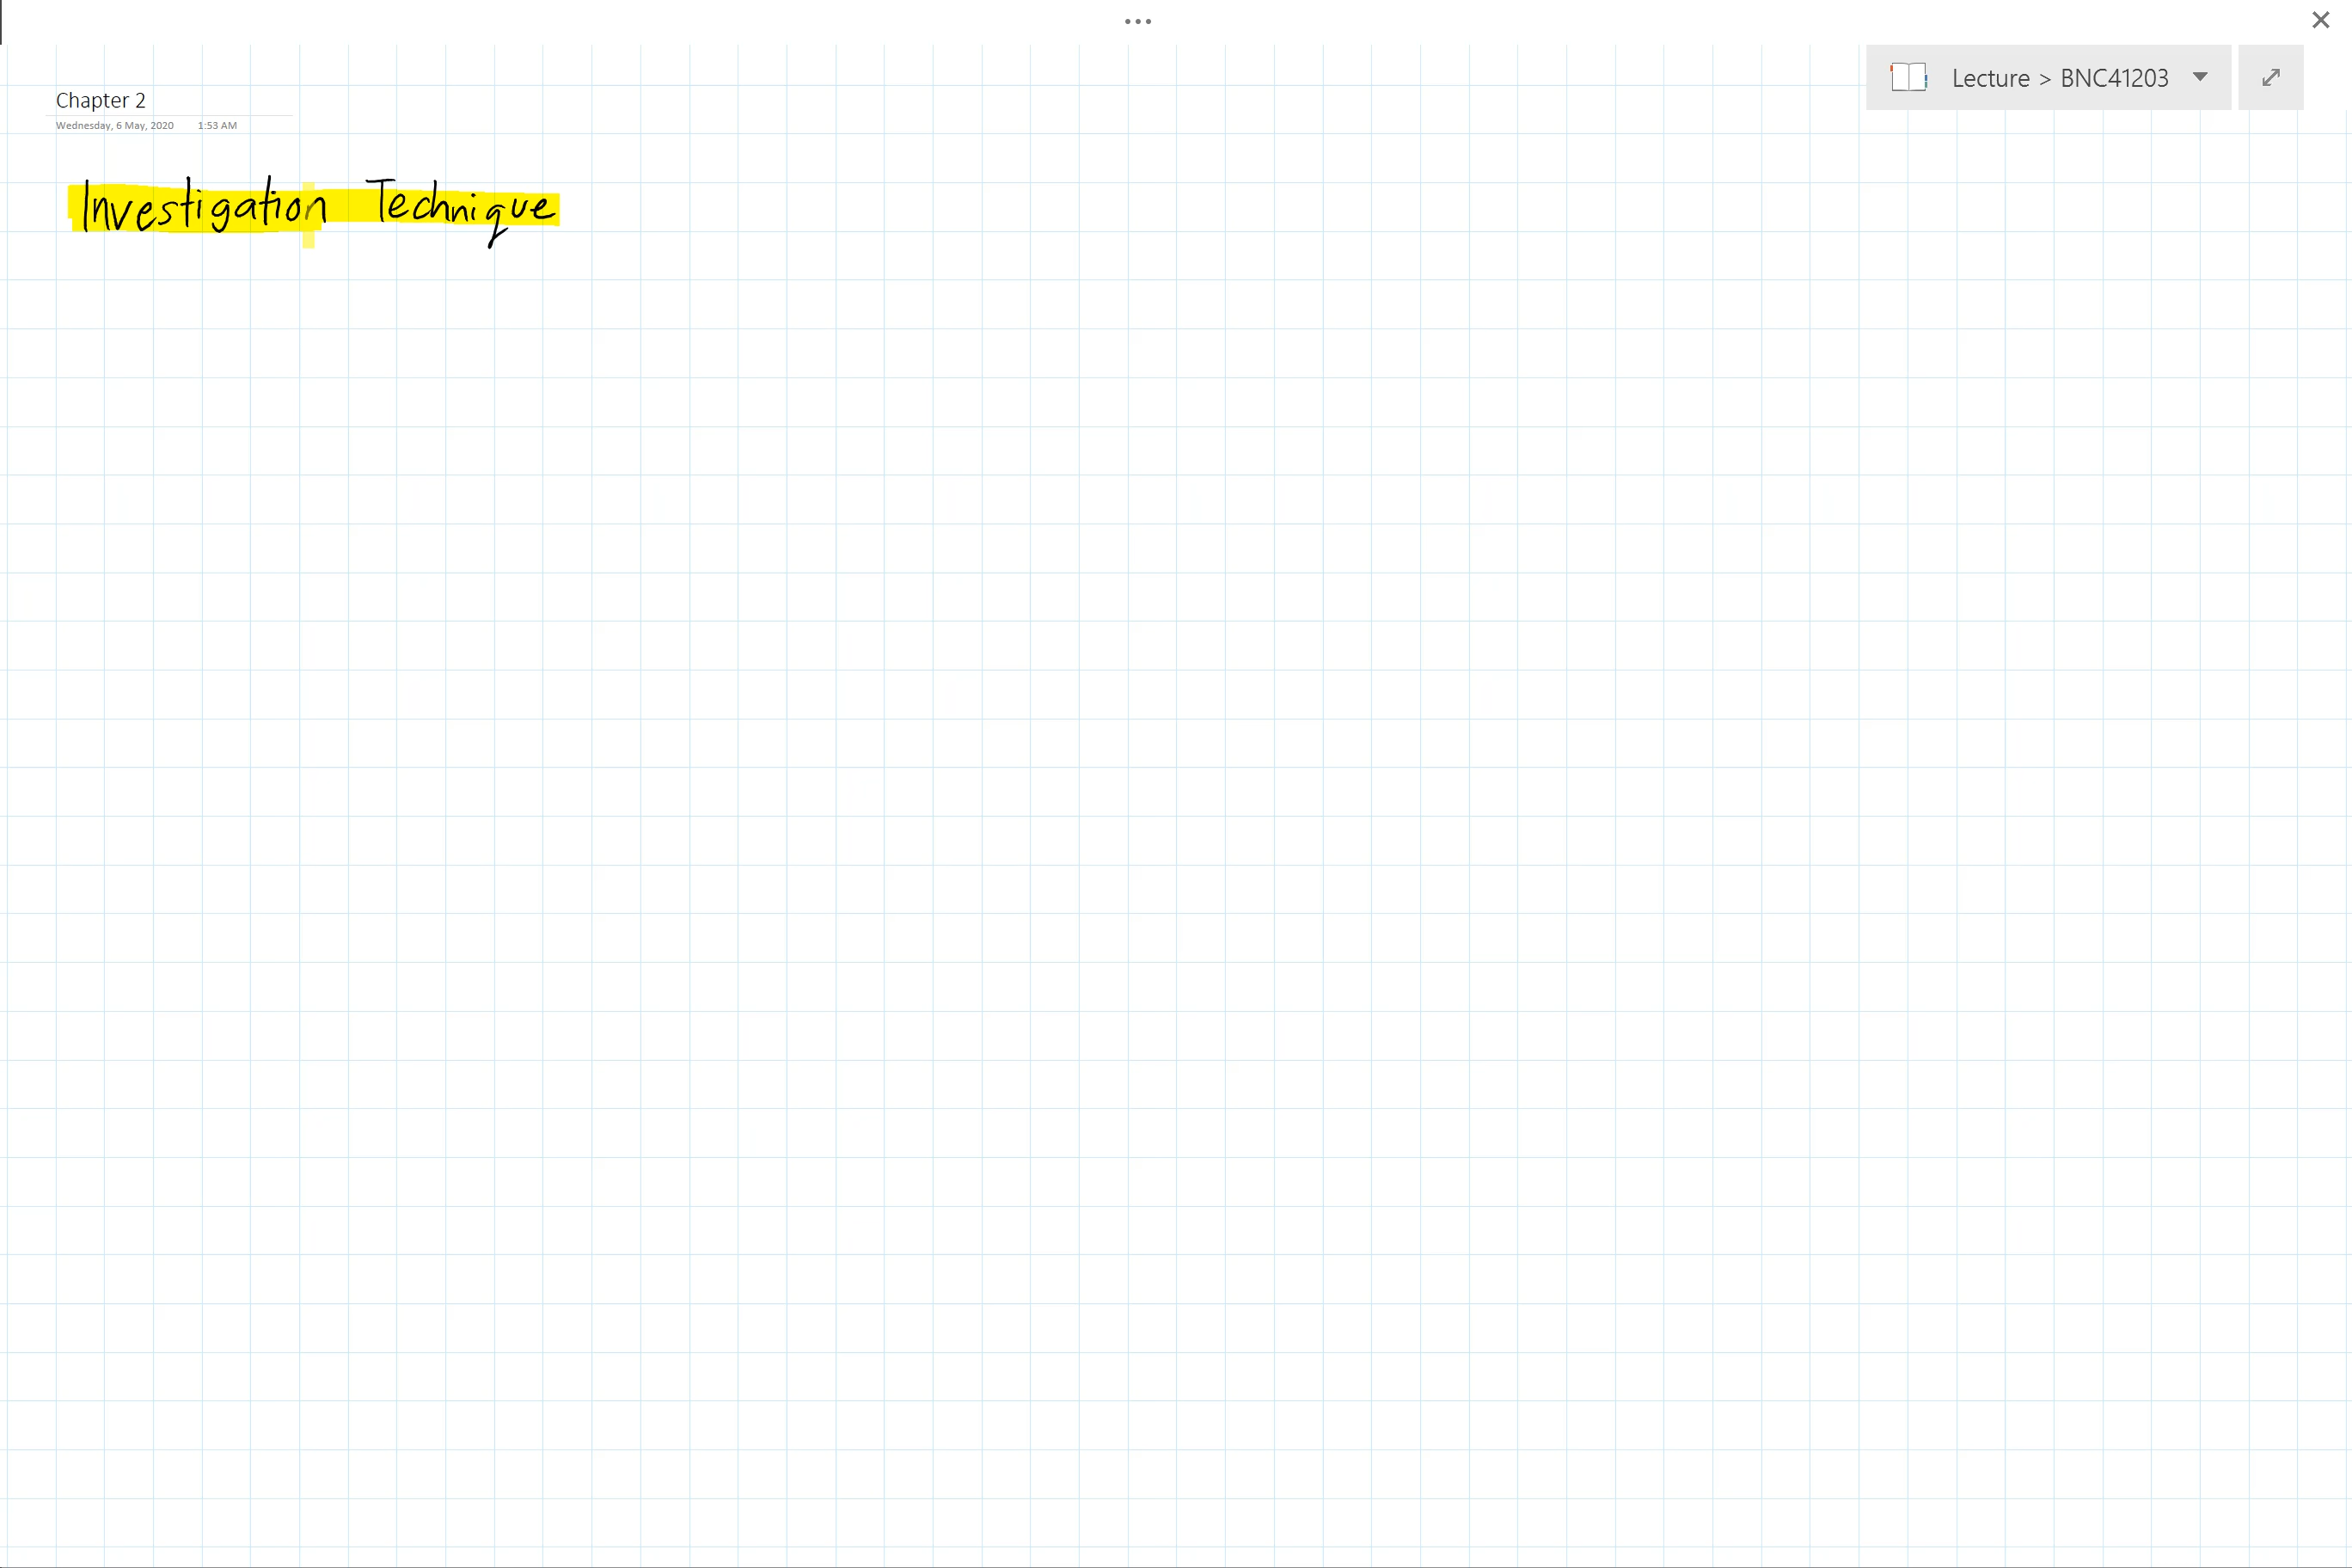 Lecture > BNC41203
Chapter 2
Wednesday, 6 May, 2020 1:53 AM
Investigation Technique